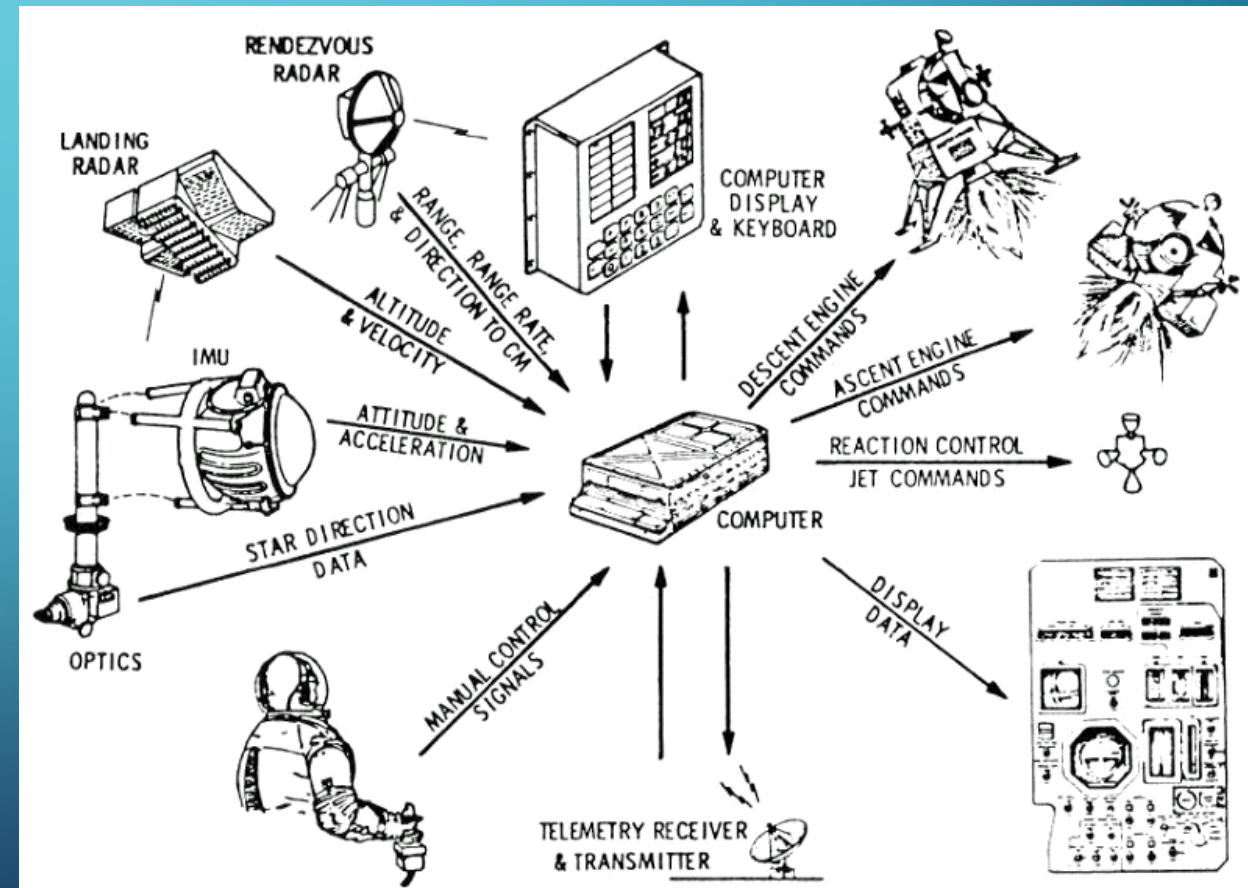 RENDEZVOUS
RADAR
LANDING
RADAR
COMPUTER
DISPLAY
& KEYBOARD
RANGE, RANGE RATE,
& DIRECTION TO CM
ALTITUDE
& VELOCITY
DESCENT ENGINE
COMMANDS
ASCENT ENGINE
COMMANDS
IMU
ATTITUDE &
ACCELERATION
REACTION CONTROL
JET COMMANDS
COMPUTER
STAR DIRECTION
DATA
OPTICS
MANUAL CONTROL
SIGNALS
DISPLAY
DATA
TELEMETRY RECEIVER
& TRANSMITTER